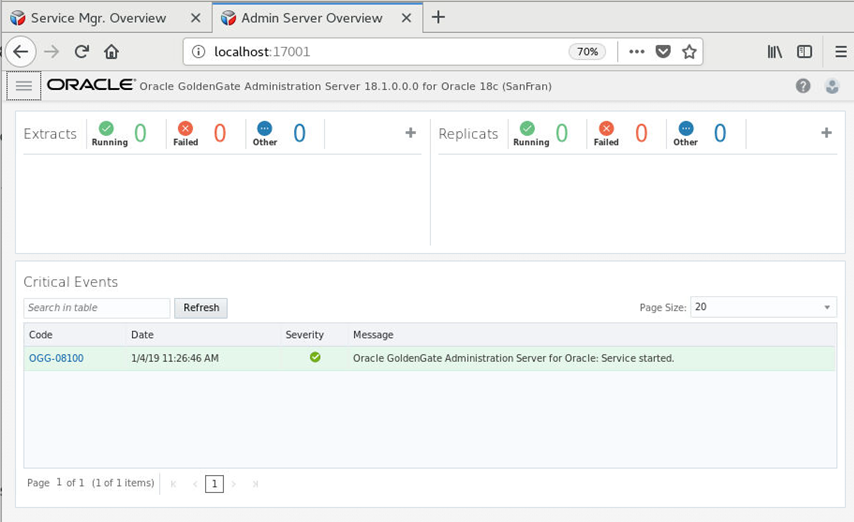 Service Mgr. Overview
Admin Server Overview
localhost:17001
70%
ORACLE Oracle GoldenGate Administration Server 18.1.0.0.0 for Oracle 18c (SanFran)
Extracts Running 0 Failed 0 Other 0
Replicats Running 0 Failed 0 Other 0
Critical Events
Search in table Refresh Page Size: 20
Code Date Severity Message
OGG-08100 1/4/19 11:26:46 AM Oracle GoldenGate Administration Server for Oracle: Service started.
Page 1 of 1 (1 of 1 items) 1